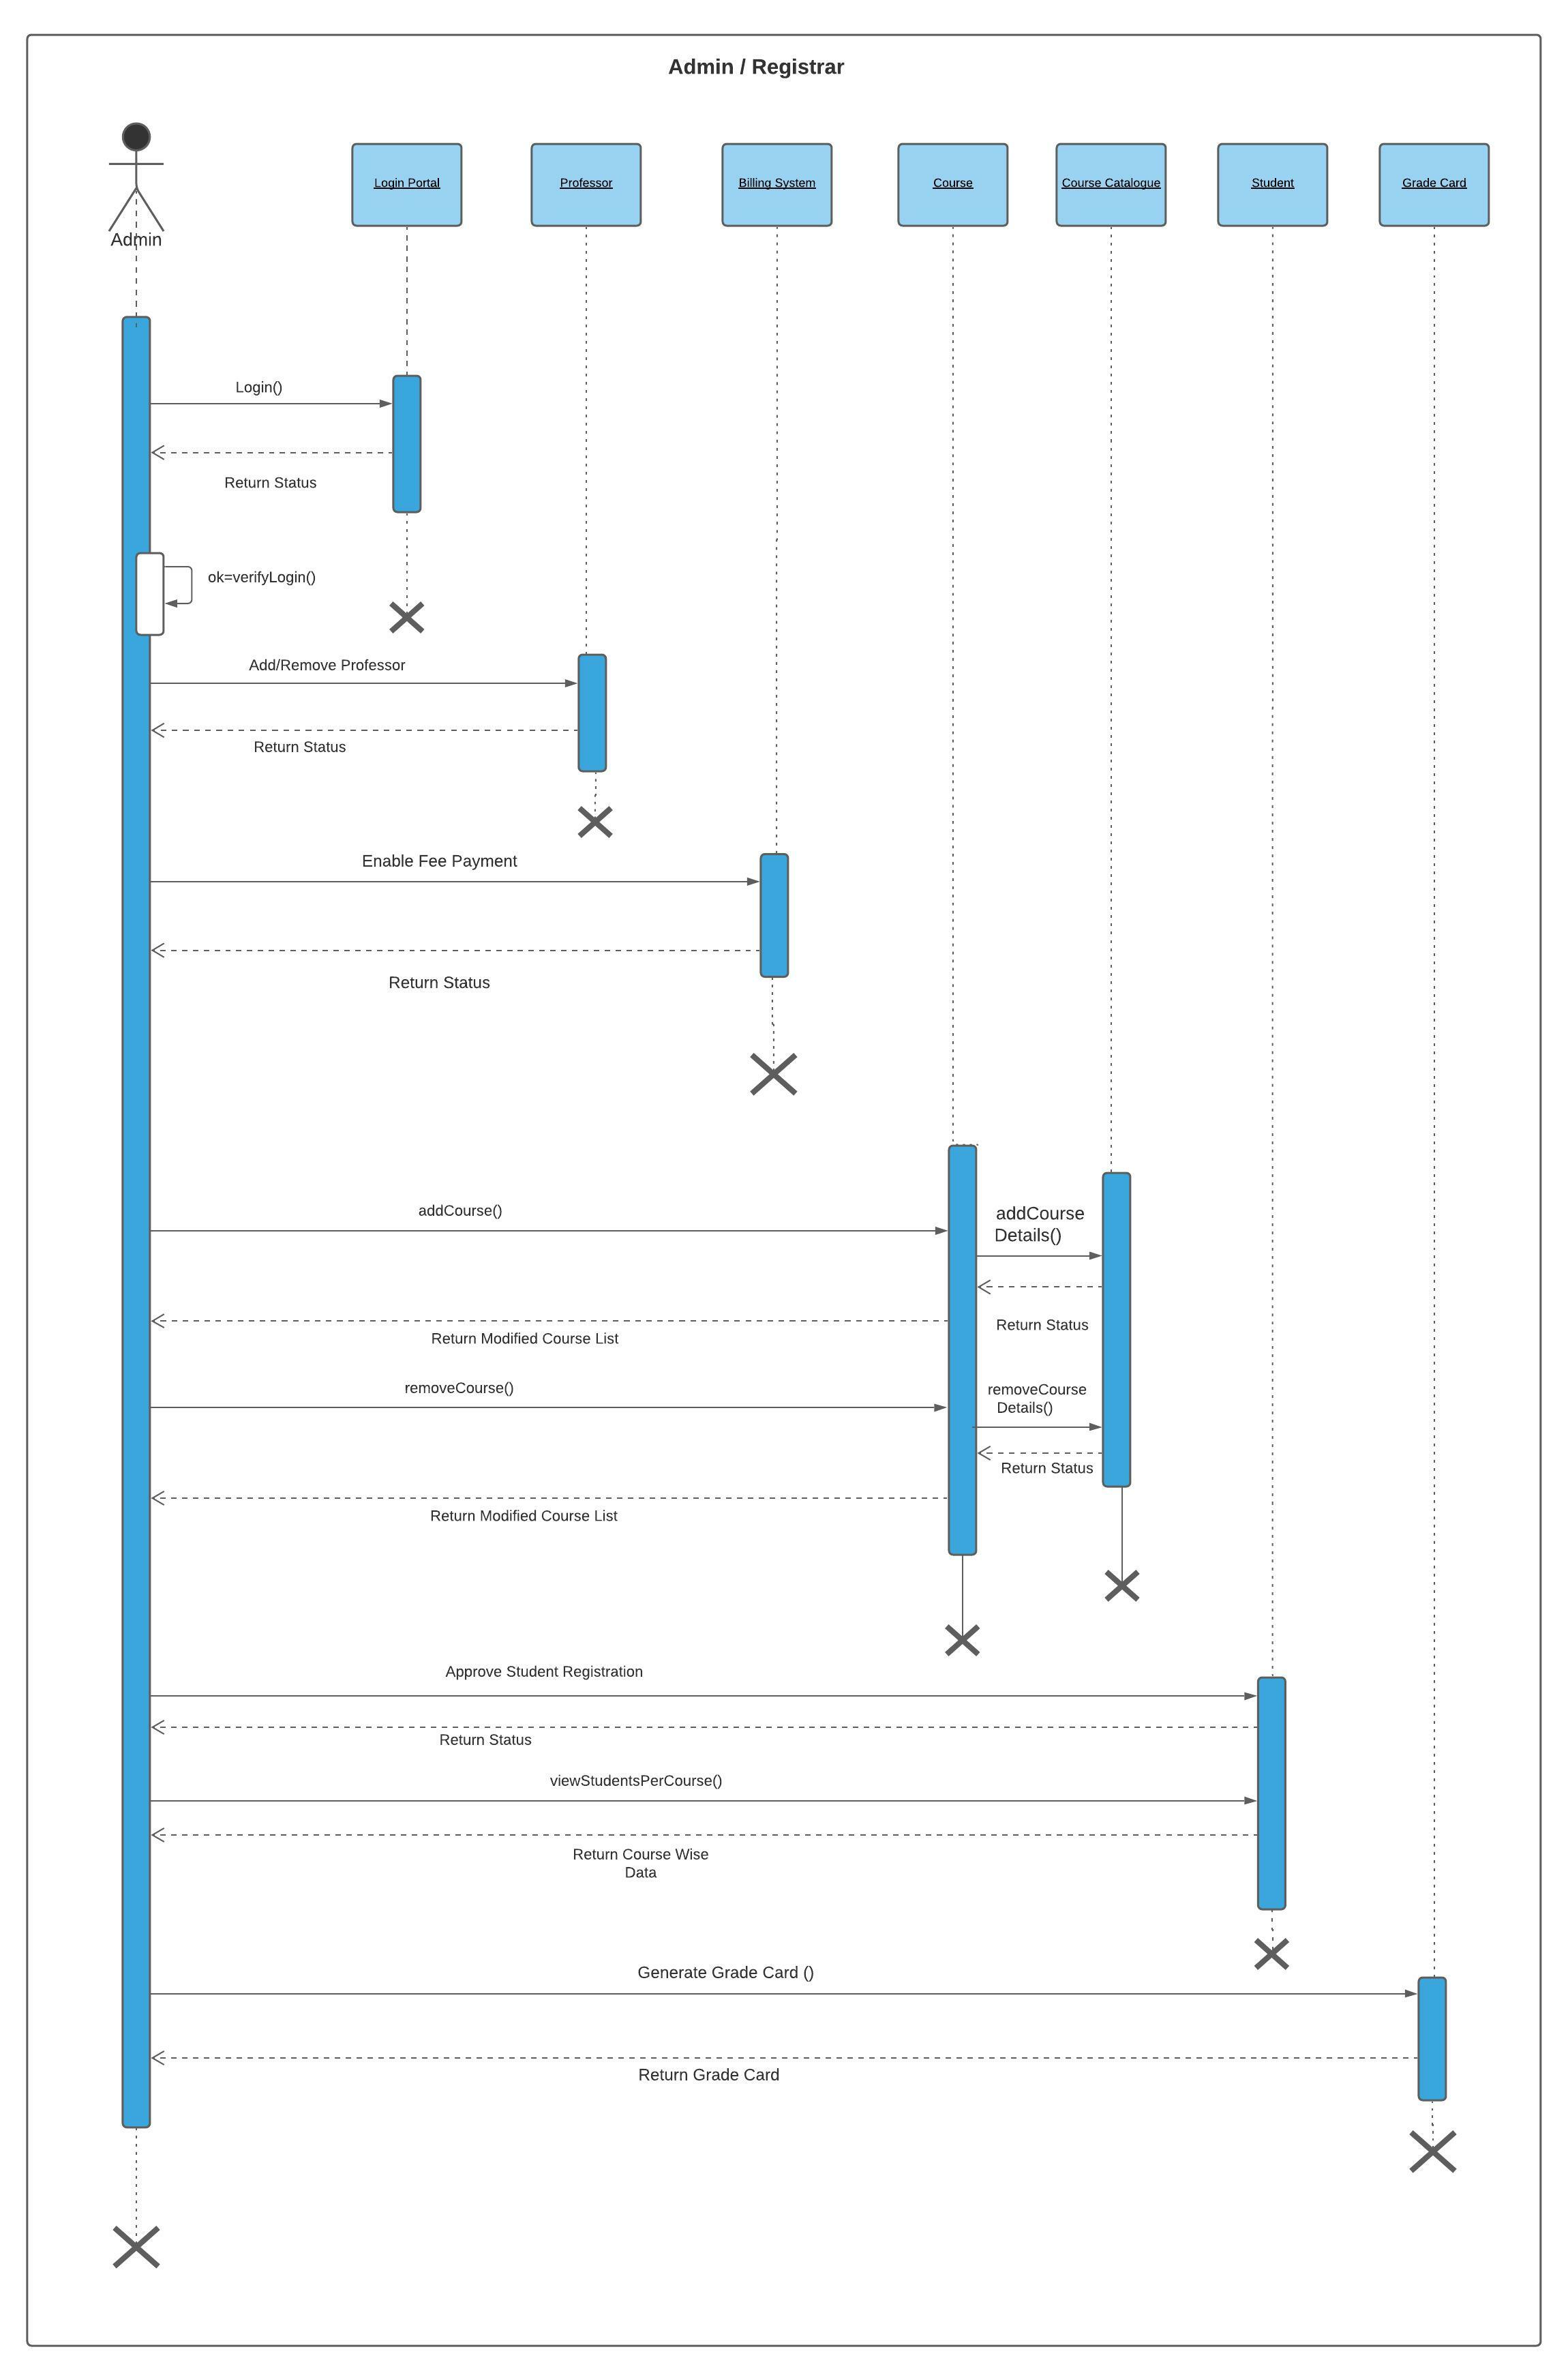 Admin / Registrar
Admin
Login Portal
Professor
Billing System
Course
Course Catalogue
Student
Grade Card
Login()
Return Status
ok=verifyLogin()
Add/Remove Professor
Return Status
Enable Fee Payment
Return Status
addCourse()
addCourse
Details()
Return Status
Return Modified Course List
removeCourse()
removeCourse
Details()
Return Status
Return Modified Course List
Approve Student Registration
Return Status
viewStudentsPerCourse()
Return Course Wise
Data
Generate Grade Card ()
Return Grade Card